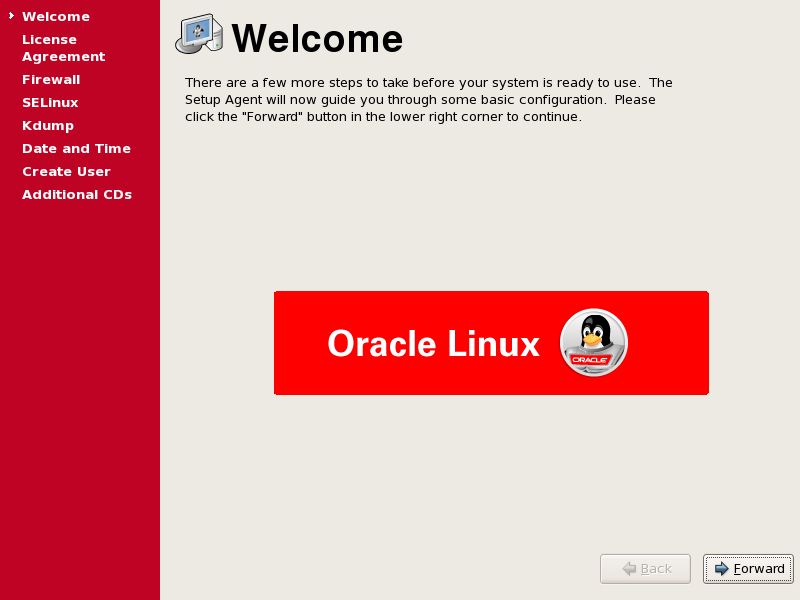 Welcome
License
Agreement
Firewall
SELinux
Kdump
Date and Time
Create User
Additional CDs
Welcome
There are a few more steps to take before your system is ready to use.  The
Setup Agent will now guide you through some basic configuration.  Please
click the "Forward" button in the lower right corner to continue.
Oracle Linux
ORACLE
Back
Forward